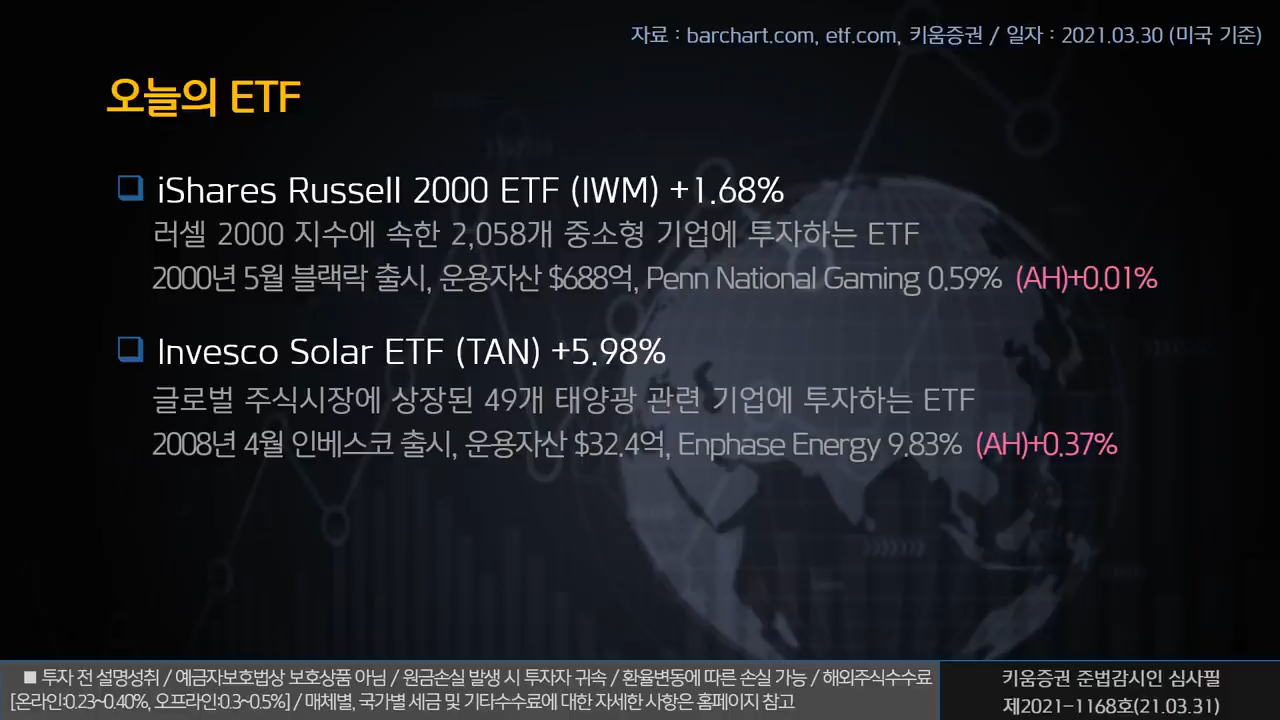 자료 : barchart.com, etf.com, 키움증권 / 일자 : 2021.03.30 (미국 기준)
오늘의 ETF
❑ iShares Russell 2000 ETF (IWM) +1.68%
러셀 2000 지수에 속한 2,058개 중소형 기업에 투자하는 ETF
2000년 5월 블랙락 출시, 운용자산 $688억, Penn National Gaming 0.59% (AH)+0.01%
❑ Invesco Solar ETF (TAN) +5.98%
글로벌 주식시장에 상장된 49개 태양광 관련 기업에 투자하는 ETF
2008년 4월 인베스코 출시, 운용자산 $32.4억, Enphase Energy 9.83% (AH)+0.37%
■ 투자 전 설명성취 / 예금자보호법상 보호상품 아님 / 원금손실 발생 시 투자자 귀속 / 환율변동에 따른 손실 가능 / 해외주식수수료
[온라인:0.23~0.40%, 오프라인:0.3~0.5%] / 매체별, 국가별 세금 및 기타수수료에 대한 자세한 사항은 홈페이지 참고
키움증권 준법감시인 심사필
제2021-1168호(21.03.31)